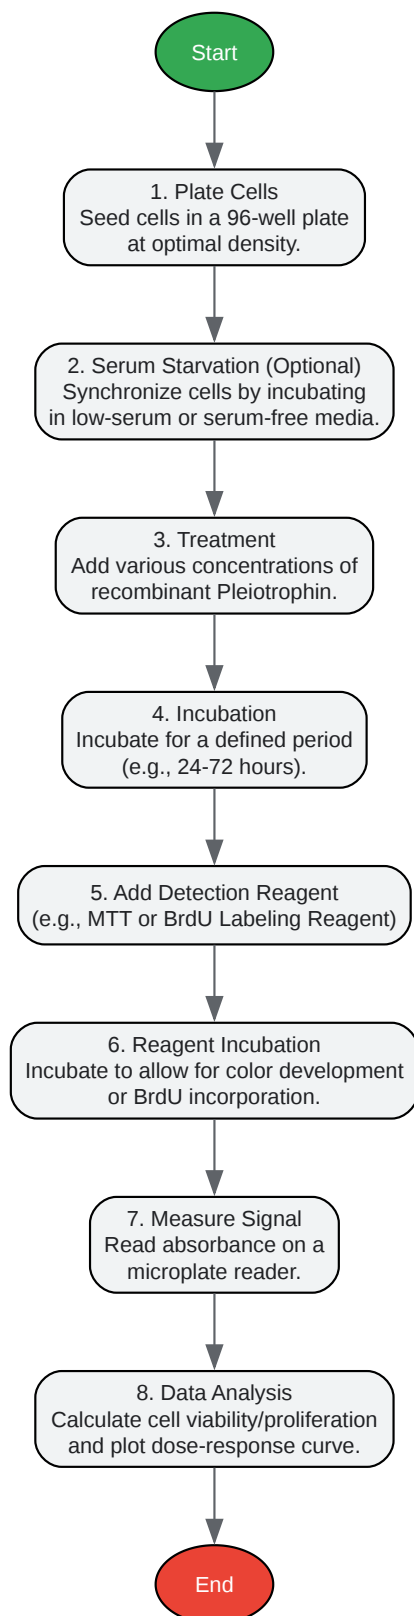 Start
1. Plate Cells
Seed cells in a 96-well plate
at optimal density.
2. Serum Starvation (Optional)
Synchronize cells by incubating
in low-serum or serum-free media.
3. Treatment
Add various concentrations of
recombinant Pleiotrophin.
4. Incubation
Incubate for a defined period
(e.g., 24-72 hours).
5. Add Detection Reagent
(e.g., MTT or BrdU Labeling Reagent)
6. Reagent Incubation
Incubate to allow for color development
or BrdU incorporation.
7. Measure Signal
Read absorbance on a
microplate reader.
8. Data Analysis
Calculate cell viability/proliferation
and plot dose-response curve.
End